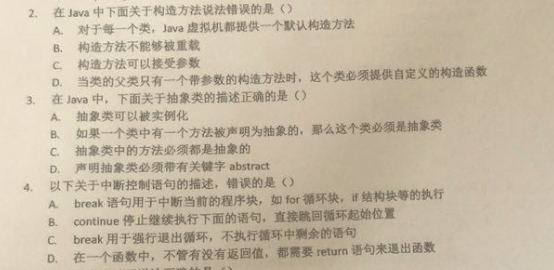 2. 在 Java 中下面关于构造方法说法错误的是（）
A. 对于每一个类，Java 虚拟机都提供一个默认构造方法
B. 构造方法不能够被重载
C. 构造方法可以接受参数
D. 当类的父类只有一个带参数的构造方法时，这个类必须提供自定义的构造函数
3. 在 Java 中，下面关于抽象类的描述正确的是（）
A. 抽象类可以被实例化
B. 如果一个类中有一个方法被声明为抽象的，那么这个类必须是抽象类
C. 抽象类中的方法必须都是抽象的
D. 声明抽象类必须带有关键字 abstract
4. 以下关于中断控制语句的描述，错误的是（）
A. break 语句用于中断当前的程序块，如 for 循环块，if 结构块等的执行
B. continue 停止继续执行下面的语句，直接跳回循环起始位置
C. break 用于强行退出循环，不执行循环中剩余的语句
D. 在一个函数中，不管有没有返回值，都需要 return 语句来退出函数